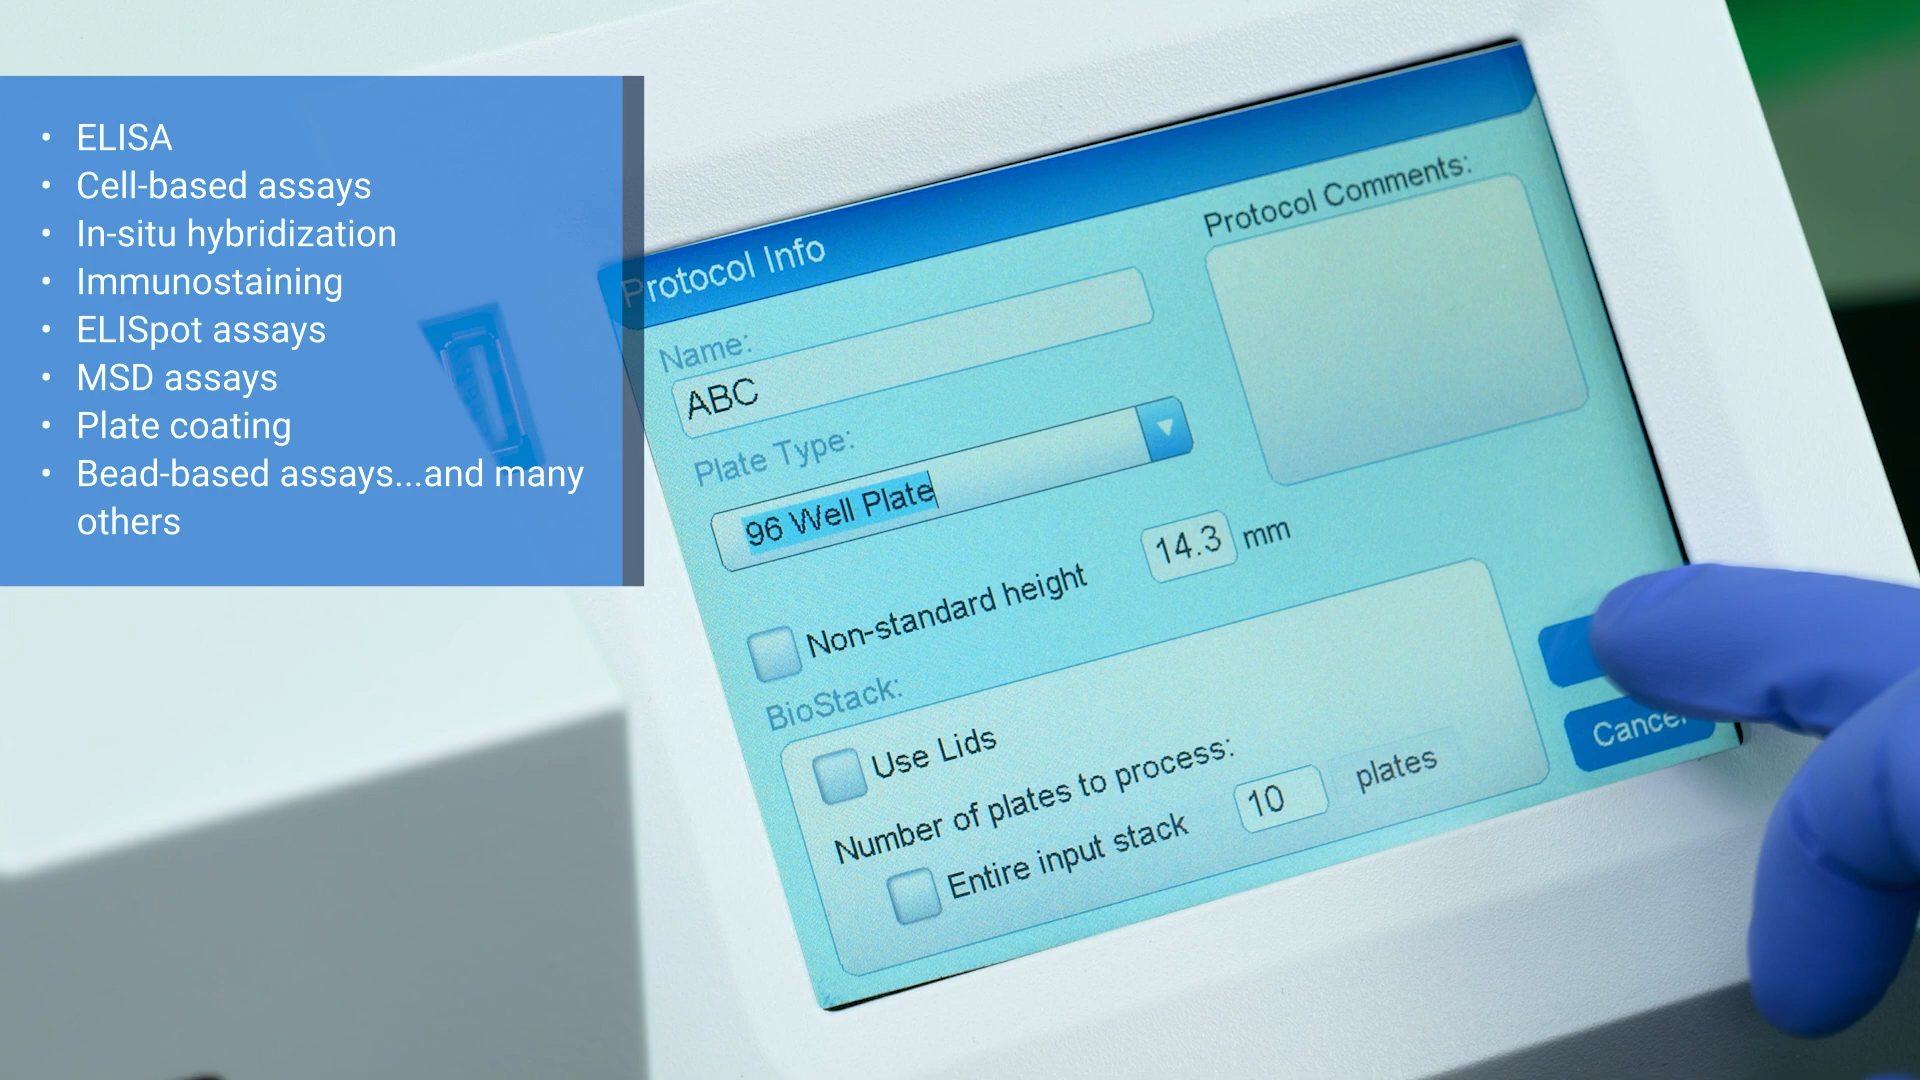 • ELISA
• Cell-based assays
• In-situ hybridization
• Immunostaining
• ELISpot assays
• MSD assays
• Plate coating
• Bead-based assays...and many
others
Protocol Info
Name:
ABC
Plate Type:
96 Well Plate
Non-standard height 14.3 mm
BioStack:
Use Lids
Number of plates to process:
Entire input stack 10 plates
Protocol Comments:
Cancel